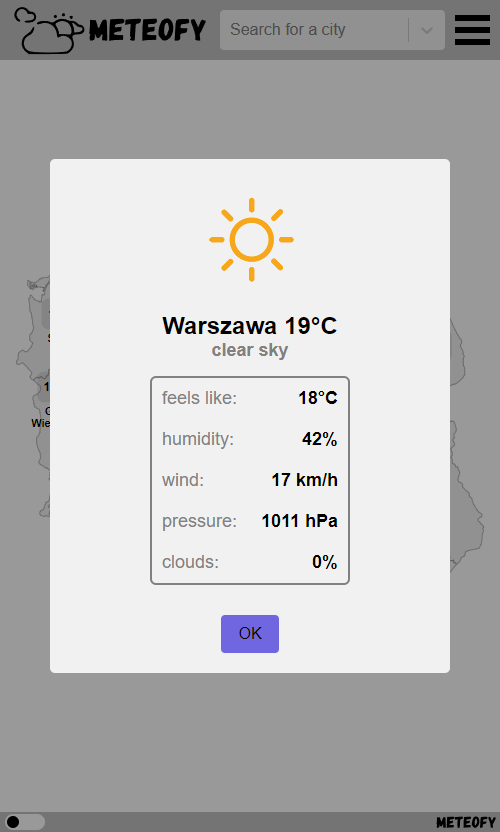 METEOFY
Search for a city
Warszawa 19°C
clear sky
feels like: 18°C
humidity: 42%
wind: 17 km/h
pressure: 1011 hPa
clouds: 0%
OK
METEOFY